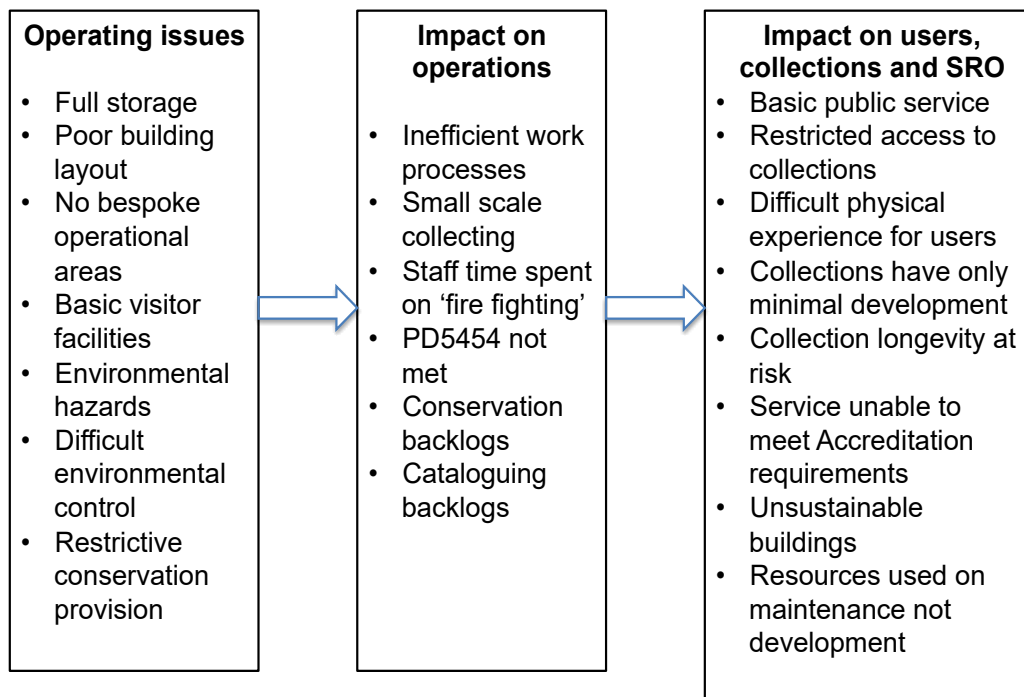 Operating issues
• Full storage
• Poor building
layout
• No bespoke
operational
areas
• Basic visitor
facilities
• Environmental
hazards
• Difficult
environmental
control
• Restrictive
conservation
provision
Impact on
operations
• Inefficient work
processes
• Small scale
collecting
• Staff time spent
on ‘fire fighting’
• PD5454 not
met
• Conservation
backlogs
• Cataloguing
backlogs
Impact on users,
collections and SRO
• Basic public service
• Restricted access to
collections
• Difficult physical
experience for users
• Collections have only
minimal development
• Collection longevity at
risk
• Service unable to
meet Accreditation
requirements
• Unsustainable
buildings
• Resources used on
maintenance not
development